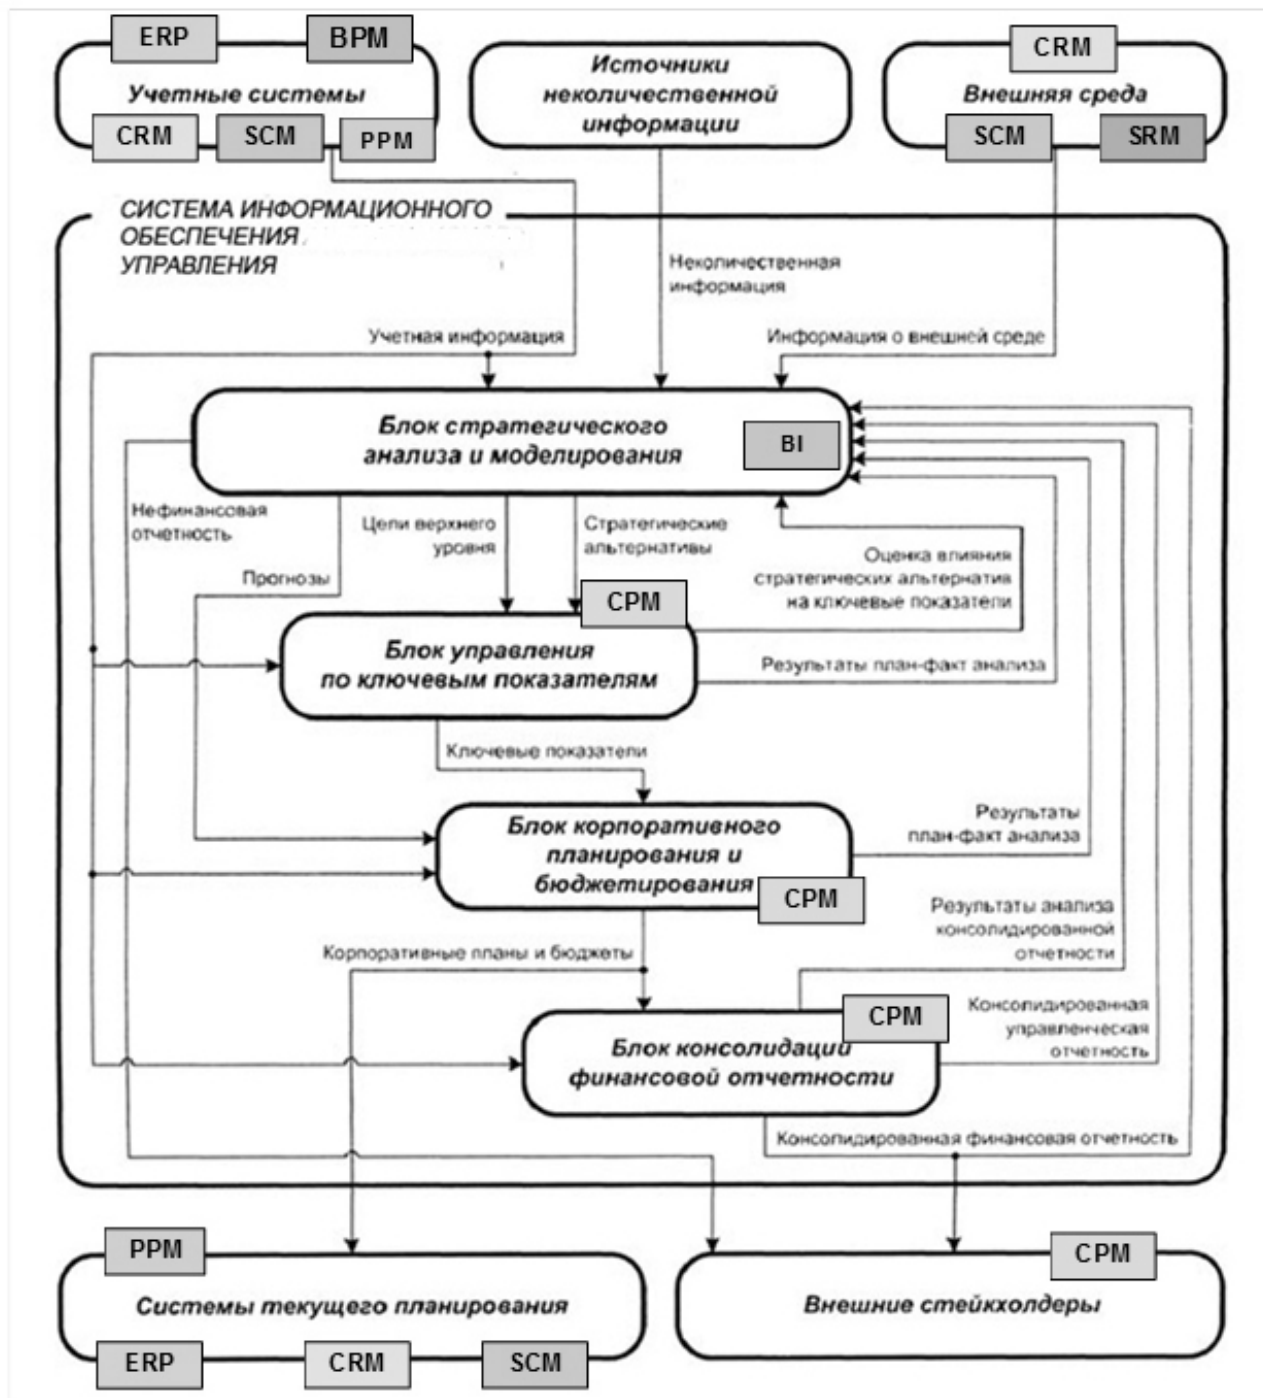 ERP
BPM
Учетные системы
CRM
SCM
PPM
Источники
неколичественной
информации
CRM
Внешняя среда
SCM
SRM
СИСТЕМА ИНФОРМАЦИОННОГО
ОБЕСПЕЧЕНИЯ
УПРАВЛЕНИЯ
Неколичественная
информация
Учетная информация
Информация о внешней среде
Блок стратегического
анализа и моделирования
BI
Нефинансовая
отчетность
Прогнозы
Цели верхнего
уровня
Стратегические
альтернативы
Оценка влияния
стратегических альтернатив
на ключевые показатели
CPM
Блок управления
по ключевым показателям
Результаты план-факт анализа
Ключевые показатели
Блок корпоративного
планирования и
бюджетирования
CPM
Результаты
план-факт анализа
Корпоративные планы и бюджеты
Результаты анализа
консолидированной
отчетности
CPM
Блок консолидации
финансовой отчетности
Консолидированная
управленческая
отчетность
Консолидированная финансовая отчетность
PPM
Системы текущего планирования
ERP
CRM
SCM
CPM
Внешние стейкхолдеры